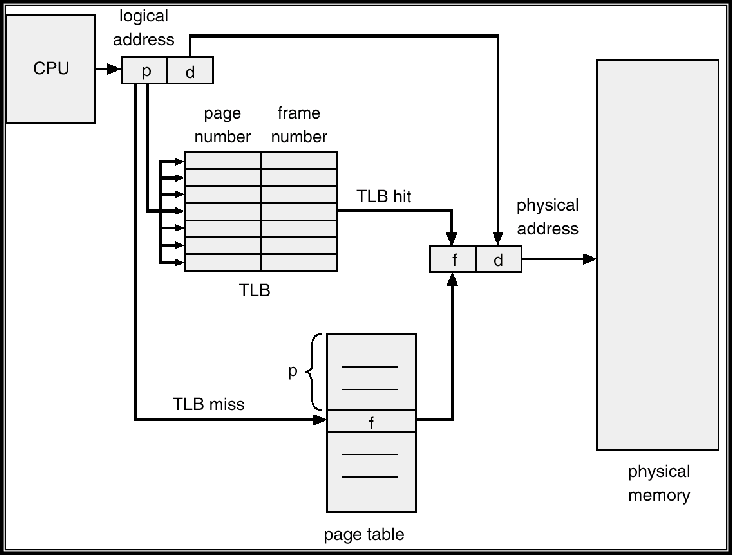 logical
address
CPU
p
d
page
number
frame
number
TLB hit
physical
address
f
d
TLB
p
TLB miss
f
physical
memory
page table